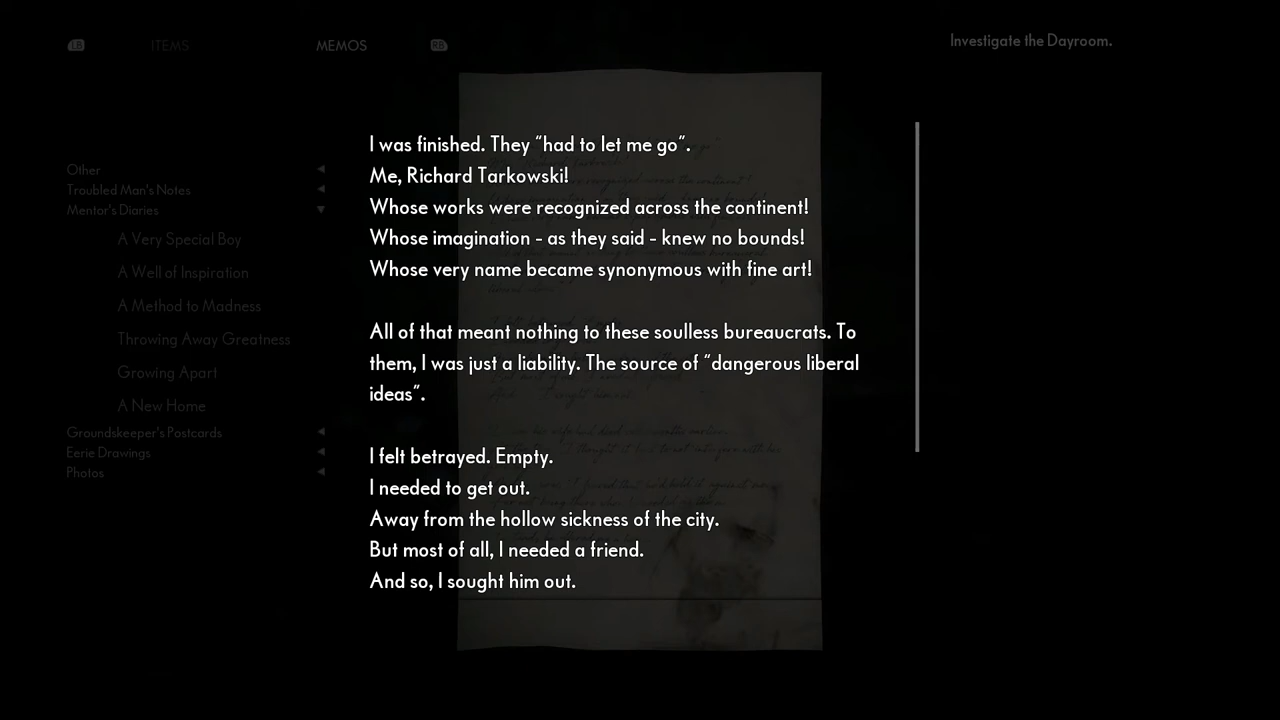 LB
ITEMS
MEMOS
RB
Investigate the Dayroom.
Other
Troubled Man's Notes
Mentor's Diaries
A Very Special Boy
A Well of Inspiration
A Method to Madness
Throwing Away Greatness
Growing Apart
A New Home
Groundskeeper's Postcards
Eerie Drawings
Photos
I was finished. They “had to let me go”.
Me, Richard Tarkowski!
Whose works were recognized across the continent!
Whose imagination - as they said - knew no bounds!
Whose very name became synonymous with fine art!
All of that meant nothing to these soulless bureaucrats. To
them, I was just a liability. The source of “dangerous liberal
ideas”.
I felt betrayed. Empty.
I needed to get out.
Away from the hollow sickness of the city.
But most of all, I needed a friend.
And so, I sought him out.